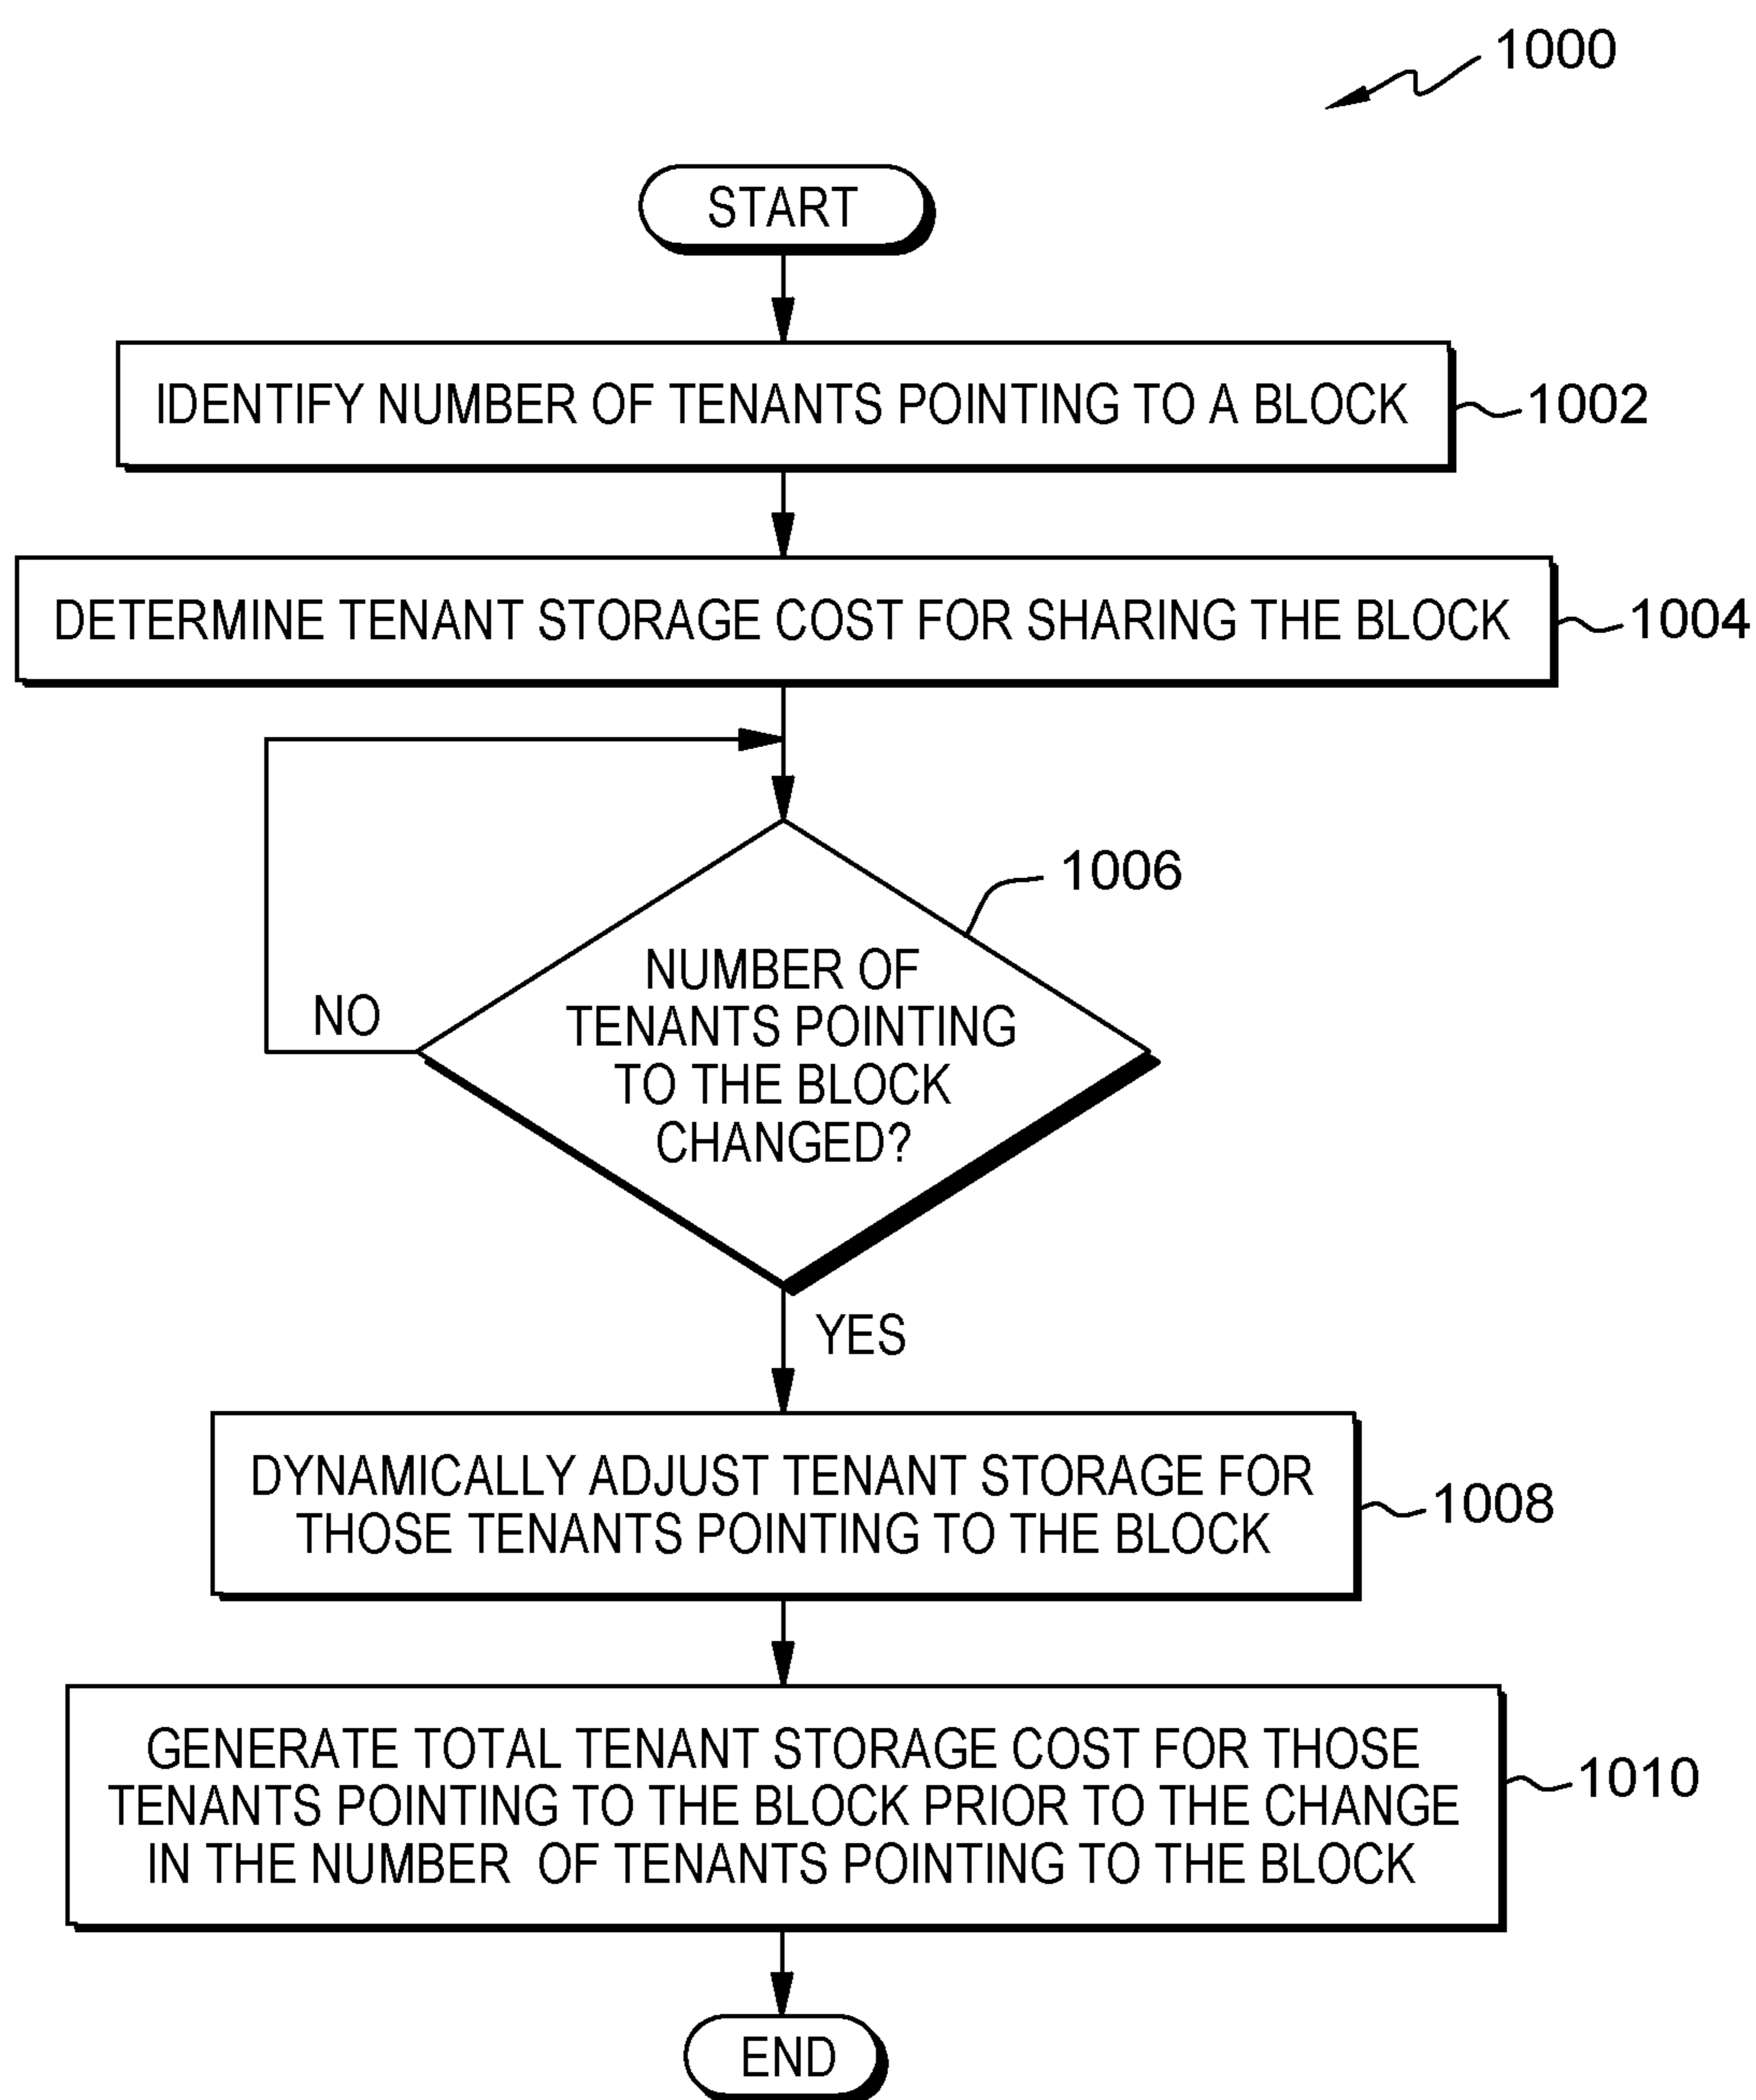 1000
START
IDENTIFY NUMBER OF TENANTS POINTING TO A BLOCK
1002
DETERMINE TENANT STORAGE COST FOR SHARING THE BLOCK
1004
1006
NUMBER OF
TENANTS POINTING
TO THE BLOCK
CHANGED?
NO
YES
DYNAMICALLY ADJUST TENANT STORAGE FOR
THOSE TENANTS POINTING TO THE BLOCK
1008
GENERATE TOTAL TENANT STORAGE COST FOR THOSE
TENANTS POINTING TO THE BLOCK PRIOR TO THE CHANGE
IN THE NUMBER OF TENANTS POINTING TO THE BLOCK
1010
END